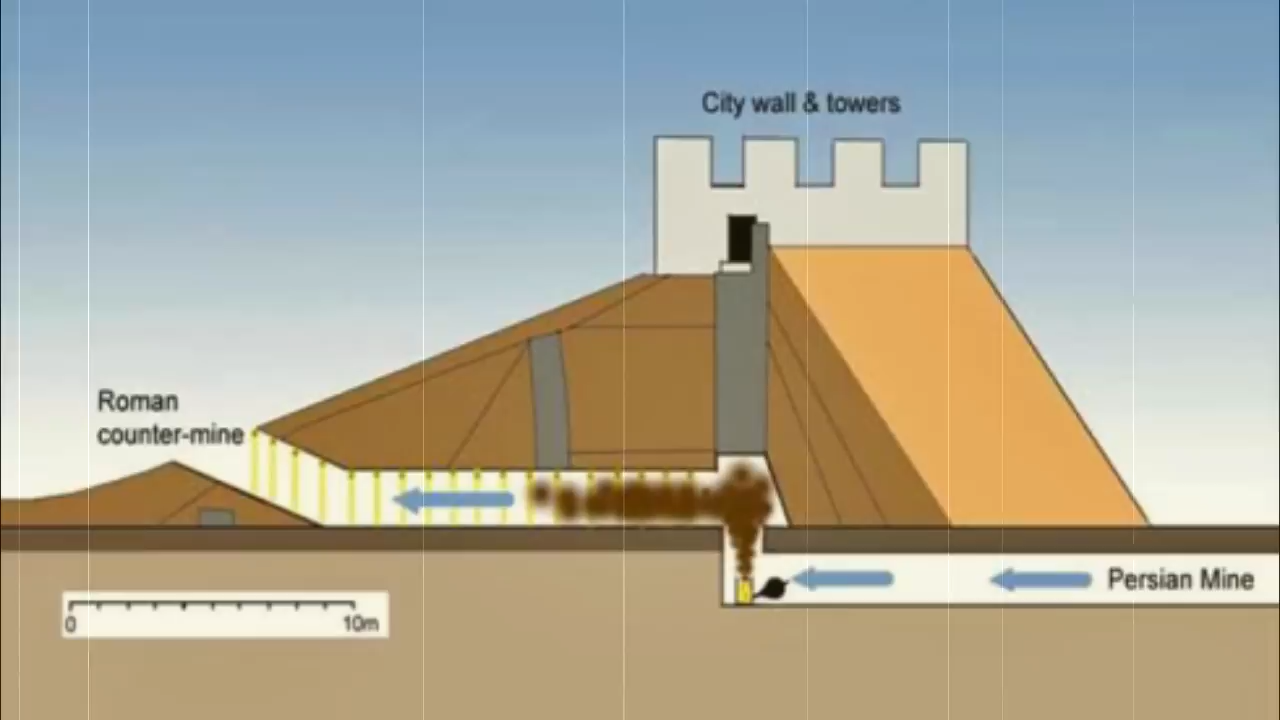 City wall & towers
Roman
counter-mine
Persian Mine
0 10m